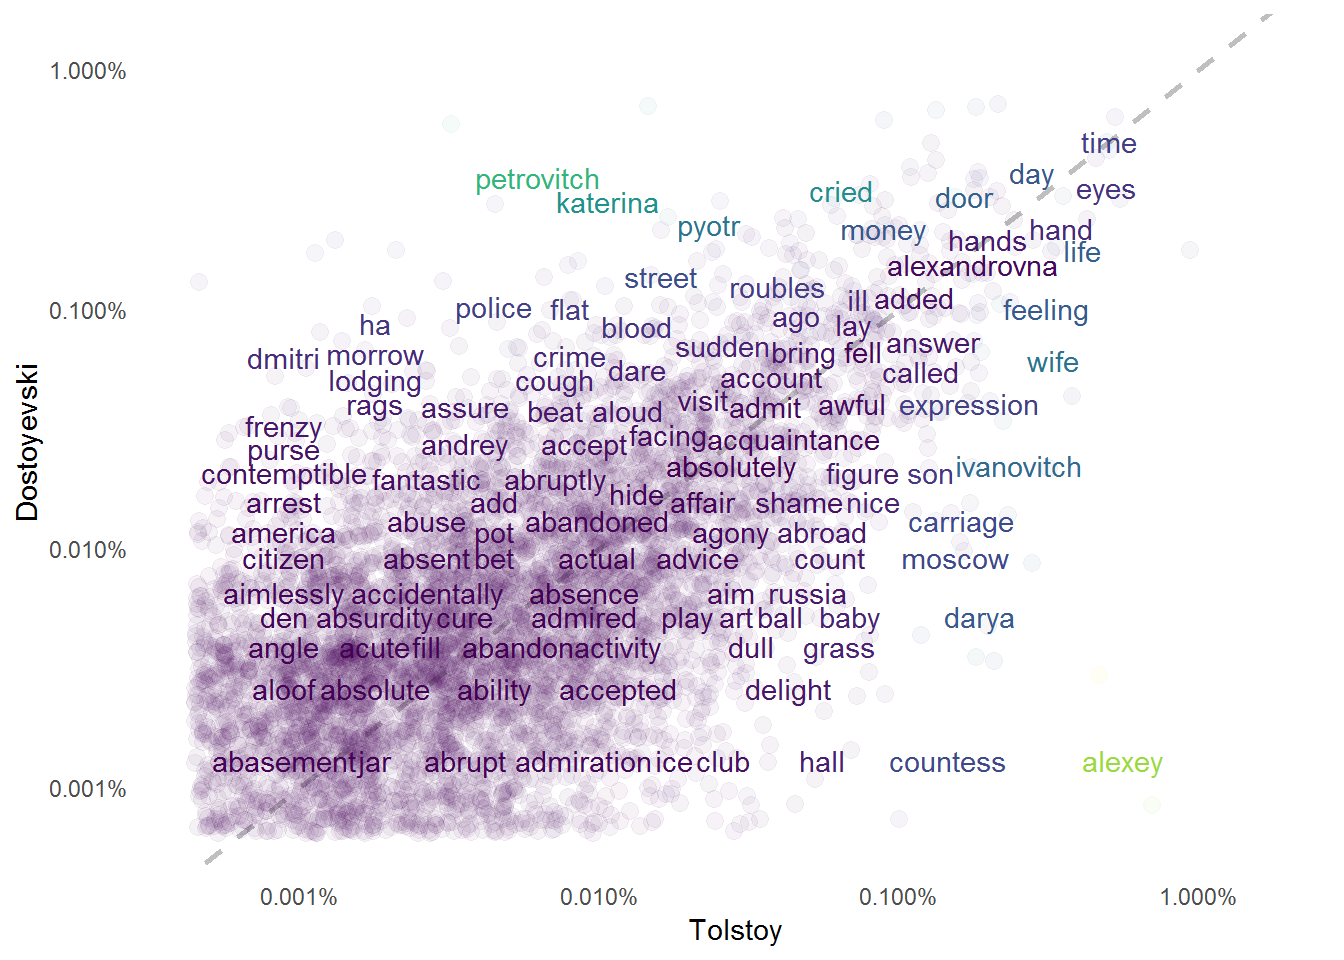 1.000%
time
day
petrovitch
cried
eyes
door
katerina
pyotr
money
hand
hands
life
alexandrovna
street
roubles
ill
added
0.100%
police
flat
ago
feeling
ha
blood
lay
sudden
answer
dmitri
morrow
crime
bring
fell
wife
lodging
cough
dare
account
called
rags
assure
beat
aloud
visit
admit
awful
expression
frenzy
facing
purse
andrey
accept
acquaintance
contemptible
fantastic
abruptly
absolutely
figure
son
ivanovitch
arrest
add
hide
affair
shame
nice
america
abuse
pot
abandoned
agony
abroad
carriage
0.010%
citizen
absent
bet
actual
advice
count
moscow
aimlessly
accidentally
absence
aim
russia
den
absurdity
cure
admired
play
art
ball
baby
darya
angle
acute
fill
abandon
activity
dull
grass
aloof
absolute
ability
accepted
delight
abasement
jar
abrupt
admiration
ice
club
hall
countess
alexey
0.001%
Dostoyevski
0.001%
0.010%
0.100%
1.000%
Tolstoy